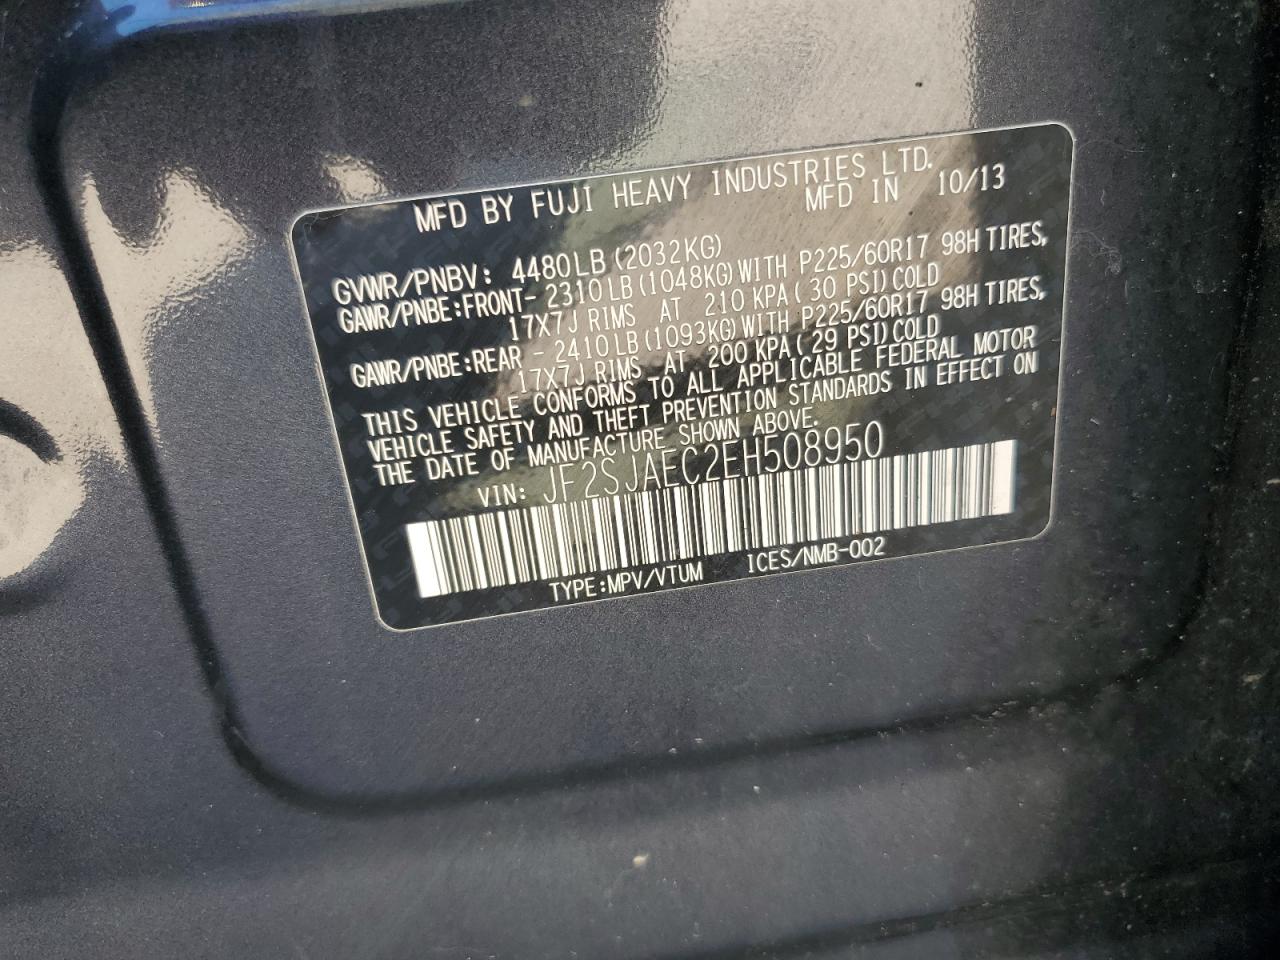 MFD BY FUJI HEAVY INDUSTRIES LTD.
MFD IN 10/13
GVWR/PNBV: 4480LB (2032KG)
GAWR/PNBE:FRONT- 2310LB(1048KG)WITH P225/60R17 98H TIRES,
17X7J RIMS AT 210 KPA( 30 PSI)COLD
GAWR/PNBE:REAR - 2410LB(1093KG)WITH P225/60R17 98H TIRES,
17X7J RIMS AT 200 KPA( 29 PSI)COLD
THIS VEHICLE CONFORMS TO ALL APPLICABLE FEDERAL MOTOR
VEHICLE SAFETY AND THEFT PREVENTION STANDARDS IN EFFECT ON
THE DATE OF MANUFACTURE SHOWN ABOVE.
VIN: JF2SJAEC2EH508950
TYPE:MPV/VTUM ICES/NMB-002